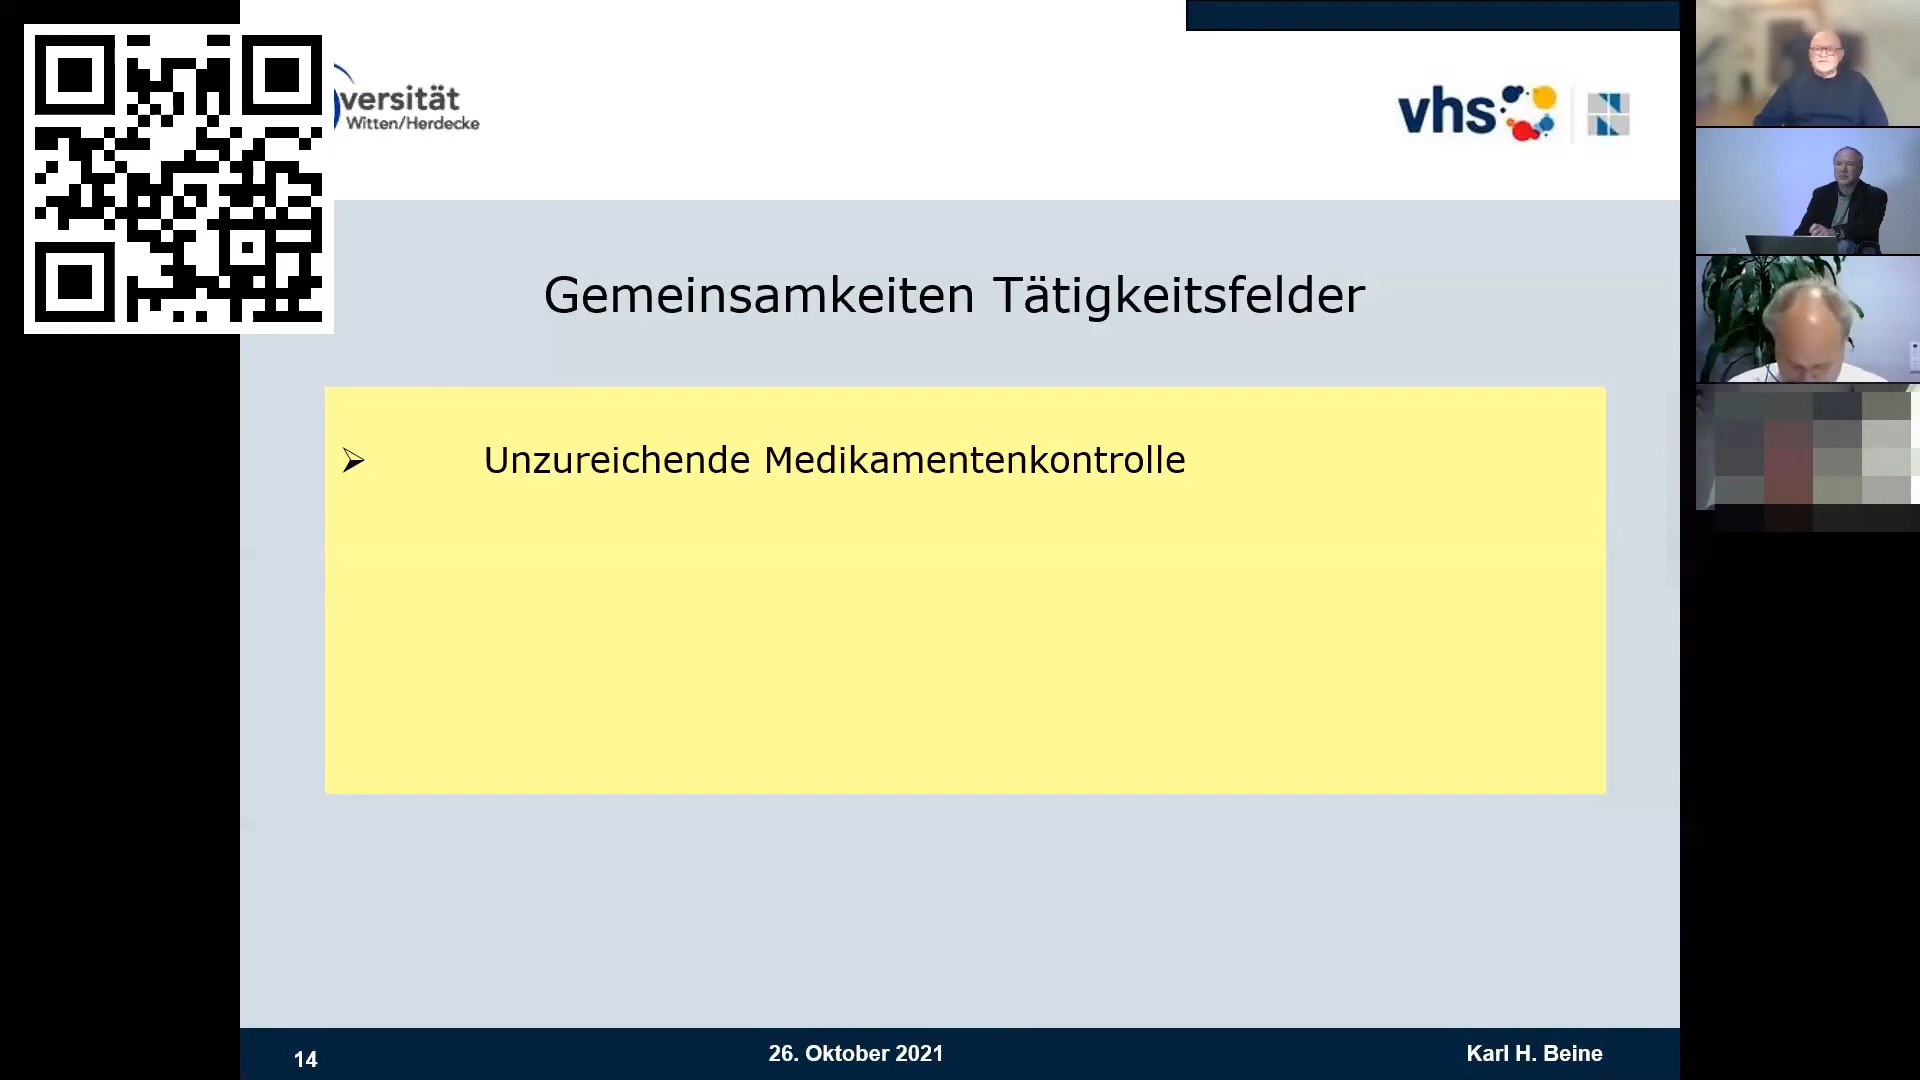 versität
Witten/Herdecke
vhs
Gemeinsamkeiten Tätigkeitsfelder
➢ Unzureichende Medikamentenkontrolle
14
26. Oktober 2021
Karl H. Beine